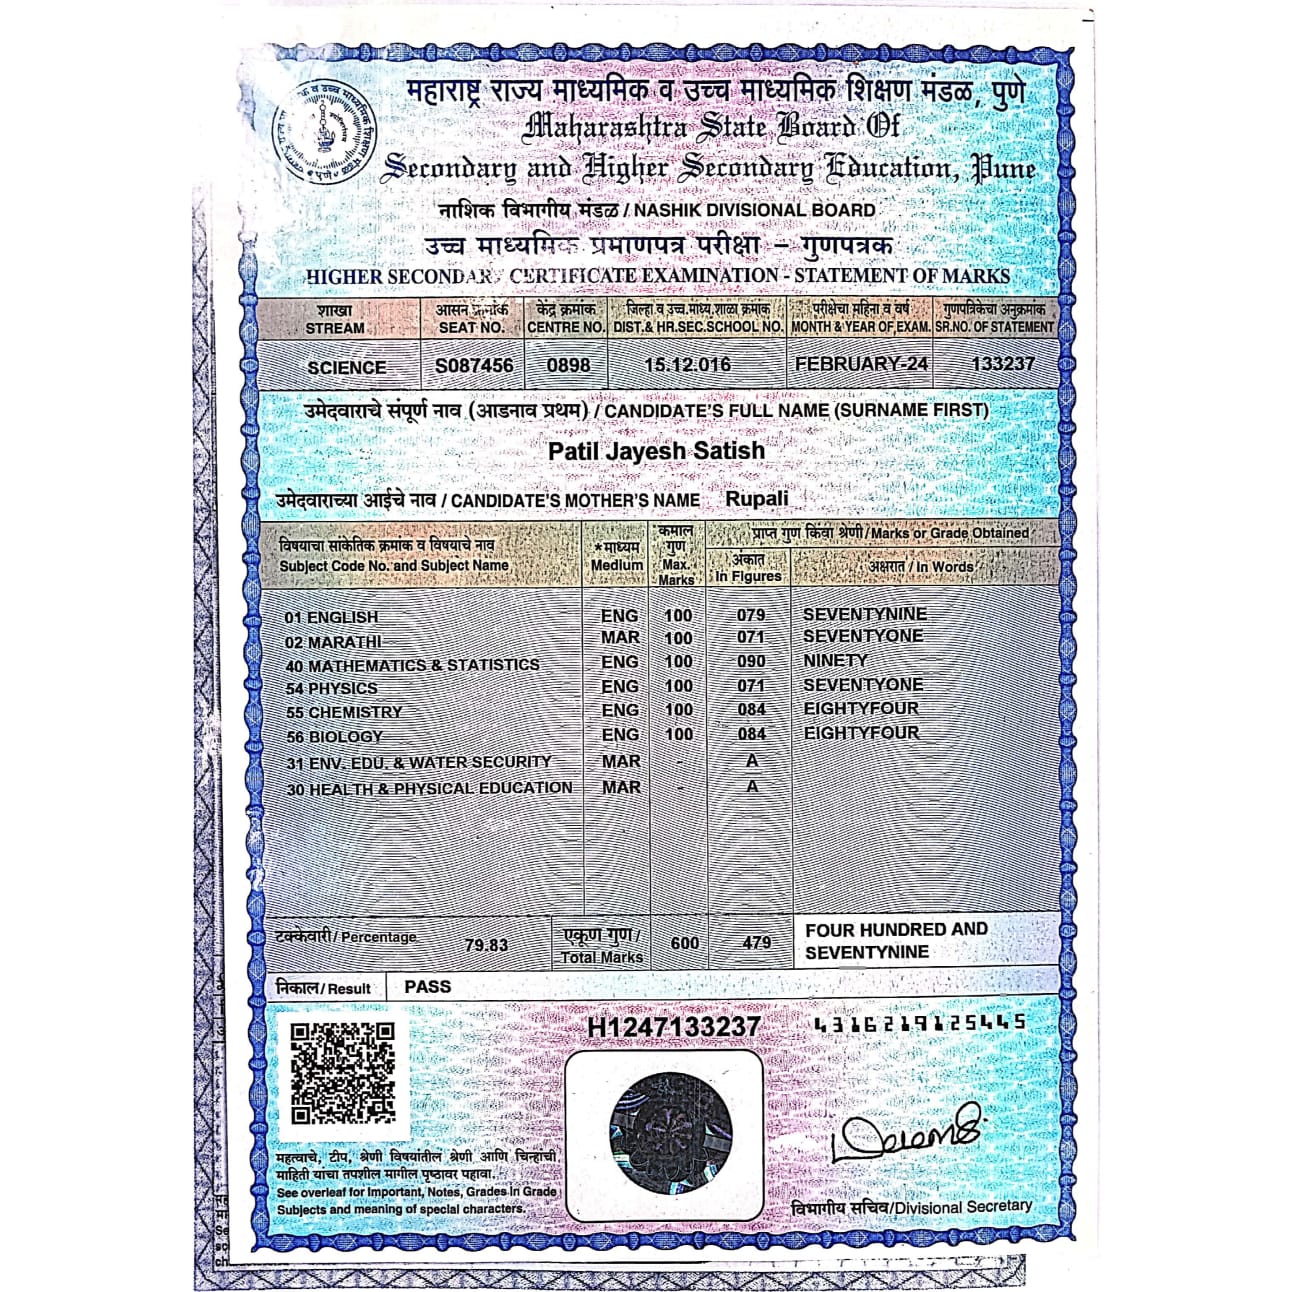 महाराष्ट्र राज्य माध्यमिक व उच्च माध्यमिक शिक्षण मंडळ, पुणे
Maharashtra State Board Of
Secondary and Higher Secondary Education, Pune
नाशिक विभागीय मंडळ / NASHIK DIVISIONAL BOARD
उच्च माध्यमिक प्रमाणपत्र परीक्षा – गुणपत्रक
HIGHER SECONDARY CERTIFICATE EXAMINATION - STATEMENT OF MARKS
शाखा आसन क्रमांक केंद्र क्रमांक जिल्हा व उच्च.माध्य.शाळा क्रमांक परीक्षेचा महिना व वर्ष गुणपत्रिकेचा अनुक्रमांक
STREAM SEAT NO. CENTRE NO. DIST.& HR.SEC.SCHOOL NO. MONTH & YEAR OF EXAM. SR.NO. OF STATEMENT
SCIENCE S087456 0898 15.12.016 FEBRUARY-24 133237
उमेदवाराचे संपूर्ण नाव (आडनाव प्रथम) / CANDIDATE'S FULL NAME (SURNAME FIRST)
Patil Jayesh Satish
उमेदवाराच्या आईचे नाव / CANDIDATE'S MOTHER'S NAME Rupali
विषयाचा सांकेतिक क्रमांक व विषयाचे नाव
Subject Code No. and Subject Name
*माध्यम
Medium
कमाल
गुण
Max.
Marks
प्राप्त गुण किंवा श्रेणी/Marks or Grade Obtained
अंकात
In Figures
अक्षरात / In Words
01 ENGLISH ENG 100 079 SEVENTYNINE
02 MARATHI MAR 100 071 SEVENTYONE
40 MATHEMATICS & STATISTICS ENG 100 090 NINETY
54 PHYSICS ENG 100 071 SEVENTYONE
55 CHEMISTRY ENG 100 084 EIGHTYFOUR
56 BIOLOGY ENG 100 084 EIGHTYFOUR
31 ENV. EDU. & WATER SECURITY MAR - A
30 HEALTH & PHYSICAL EDUCATION MAR - A
टक्केवारी/Percentage 79.83
एकूण गुण/
Total Marks
600 479
FOUR HUNDRED AND
SEVENTYNINE
निकाल/Result PASS
H1247133237 4316219125445
महत्वाचे, टीप, श्रेणी विषयांतील श्रेणी आणि चिन्हांची
माहिती यांचा तपशील मागील पृष्ठावर पहावा.
See overleaf for Important, Notes, Grades In Grade
Subjects and meaning of special characters.
विभागीय सचिव/Divisional Secretary